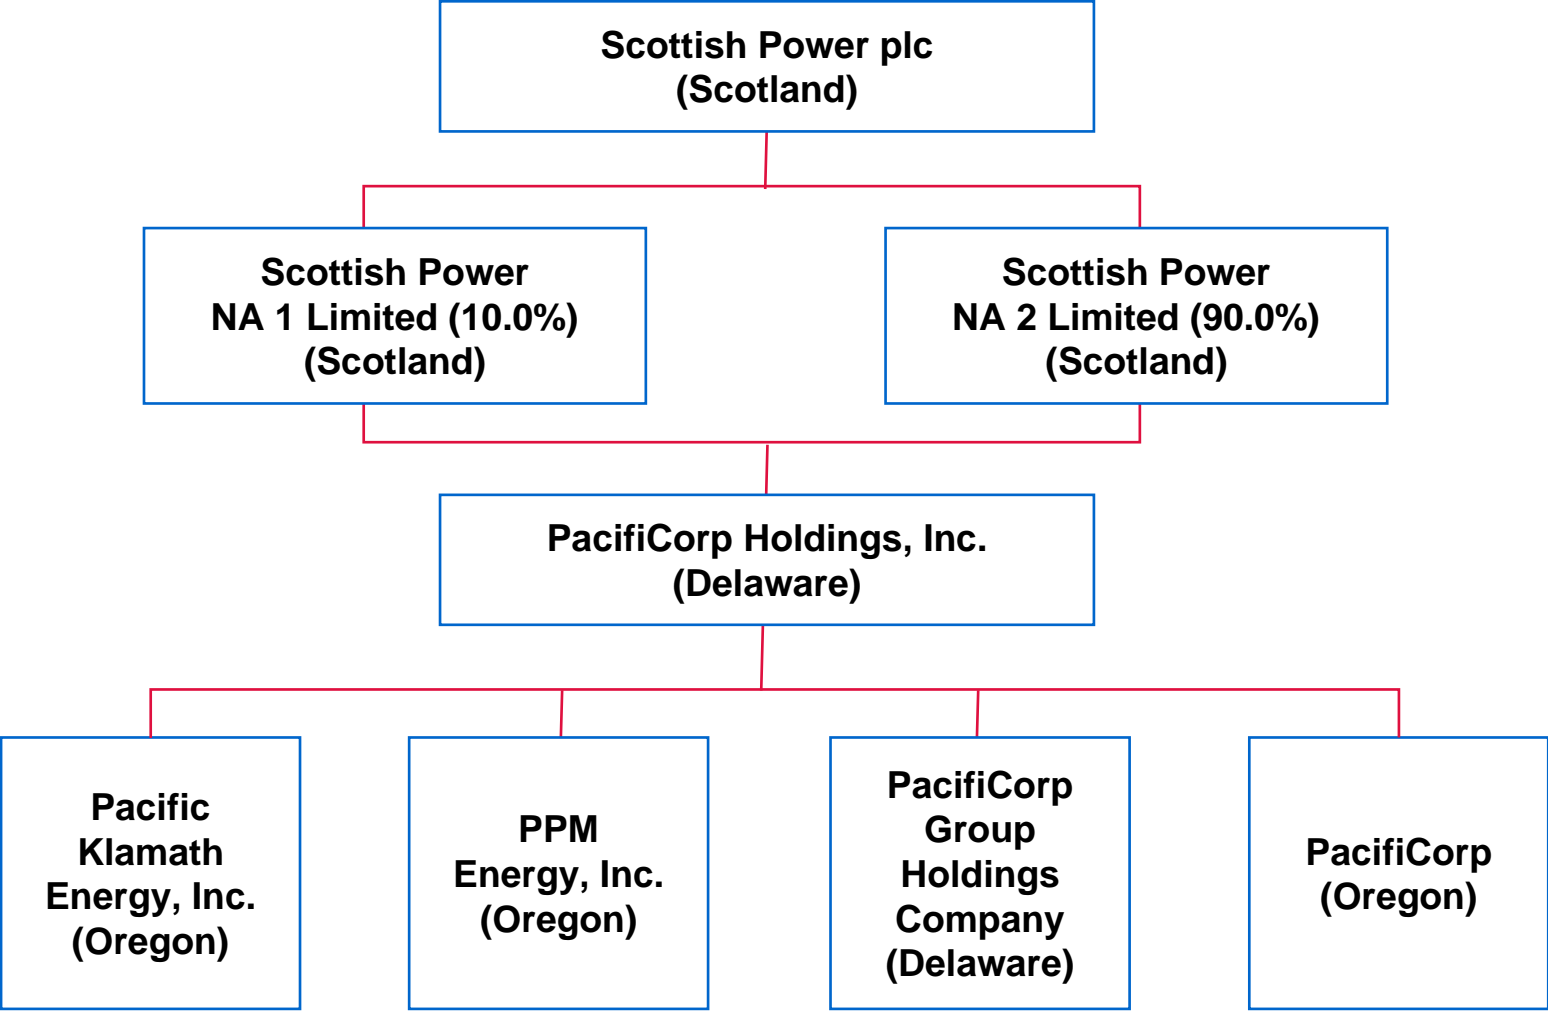 Scottish Power plc
(Scotland)
Scottish Power
NA 1 Limited (10.0%)
(Scotland)
Scottish Power
NA 2 Limited (90.0%)
(Scotland)
PacifiCorp Holdings, Inc.
(Delaware)
Pacific
Klamath
Energy, Inc.
(Oregon)
PPM
Energy, Inc.
(Oregon)
PacifiCorp
Group
Holdings
Company
(Delaware)
PacifiCorp
(Oregon)